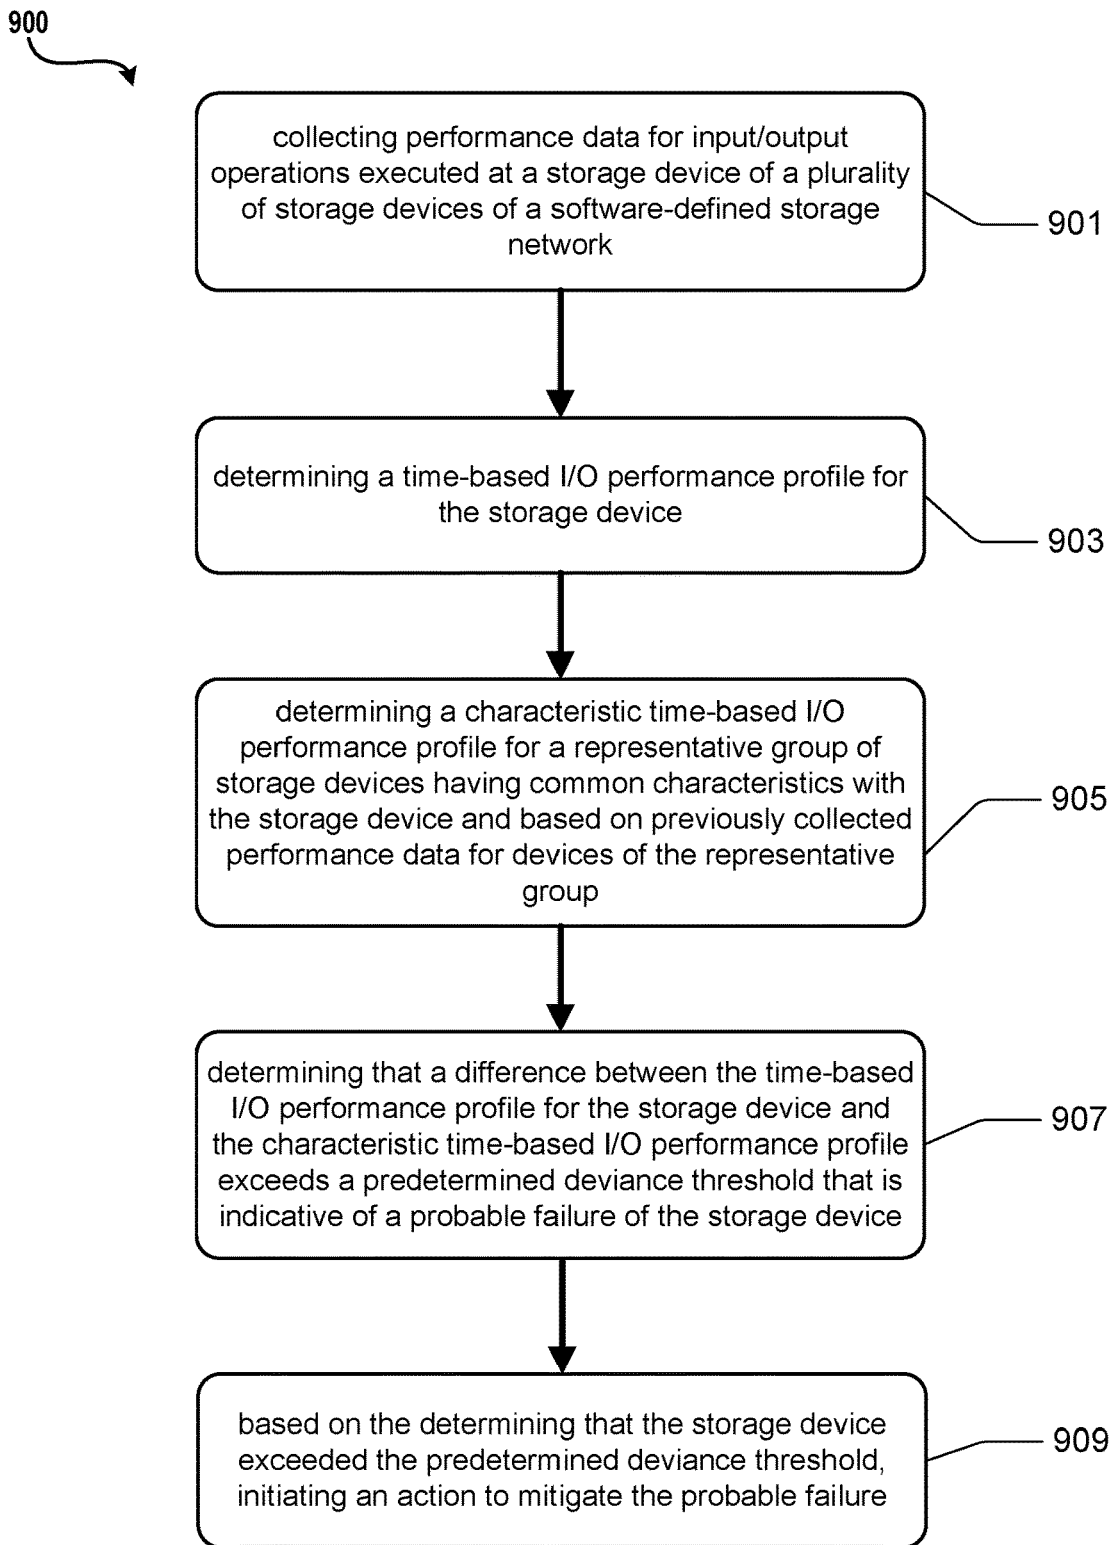 900
collecting performance data for input/output
operations executed at a storage device of a plurality
of storage devices of a software-defined storage
network
901
determining a time-based I/O performance profile for
the storage device
903
determining a characteristic time-based I/O
performance profile for a representative group of
storage devices having common characteristics with
the storage device and based on previously collected
performance data for devices of the representative
group
905
determining that a difference between the time-based
I/O performance profile for the storage device and
the characteristic time-based I/O performance profile
exceeds a predetermined deviance threshold that is
indicative of a probable failure of the storage device
907
based on the determining that the storage device
exceeded the predetermined deviance threshold,
initiating an action to mitigate the probable failure
909